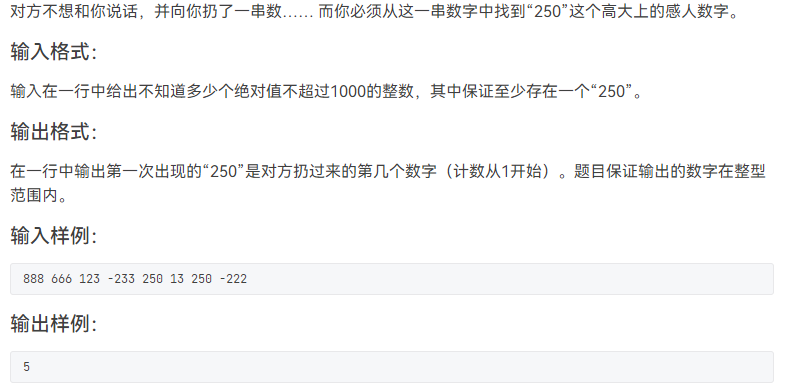 对方不想和你说话，并向你扔了一串数…… 而你必须从这一串数字中找到“250”这个高大上的感人数字。
输入格式：
输入在一行中给出不知道多少个绝对值不超过1000的整数，其中保证至少存在一个“250”。
输出格式：
在一行中输出第一次出现的“250”是对方扔过来的第几个数字（计数从1开始）。题目保证输出的数字在整型
范围内。
输入样例：
888 666 123 -233 250 13 250 -222
输出样例：
5